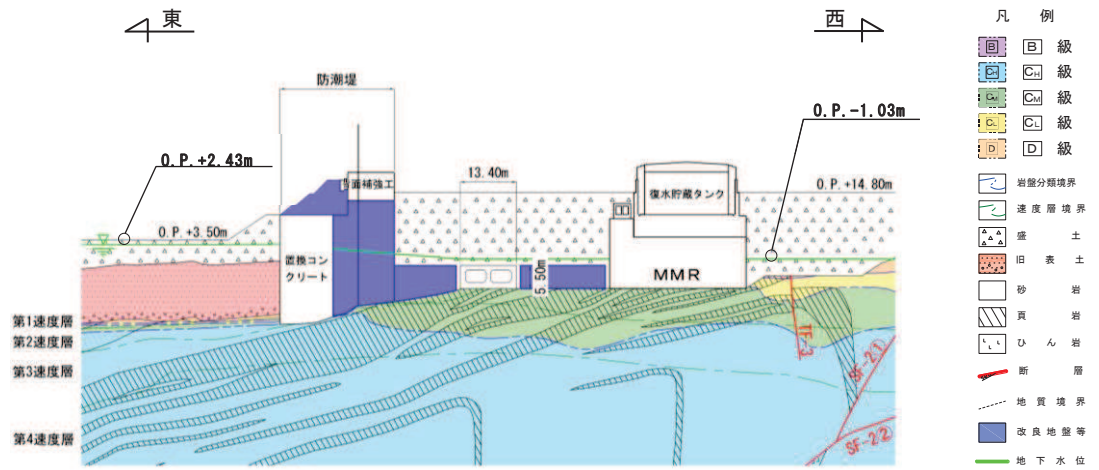 東
西
防潮堤
O.P.+2.43m
O.P.-1.03m
面補強工
13.40m
復水貯蔵タンク
O.P.+14.80m
O.P.+3.50m
置換コン
クリート
5.50m
MMR
第1速度層
第2速度層
第3速度層
第4速度層
TF-3
SF-2①
SF-2②
凡 例
B B 級
CH CH 級
CM CM 級
CL CL 級
D D 級
岩盤分類境界
速度層境界
盛 土
旧 表 土
砂 岩
頁 岩
ひ ん 岩
断 層
地 質 境 界
改 良 地 盤 等
地 下 水 位